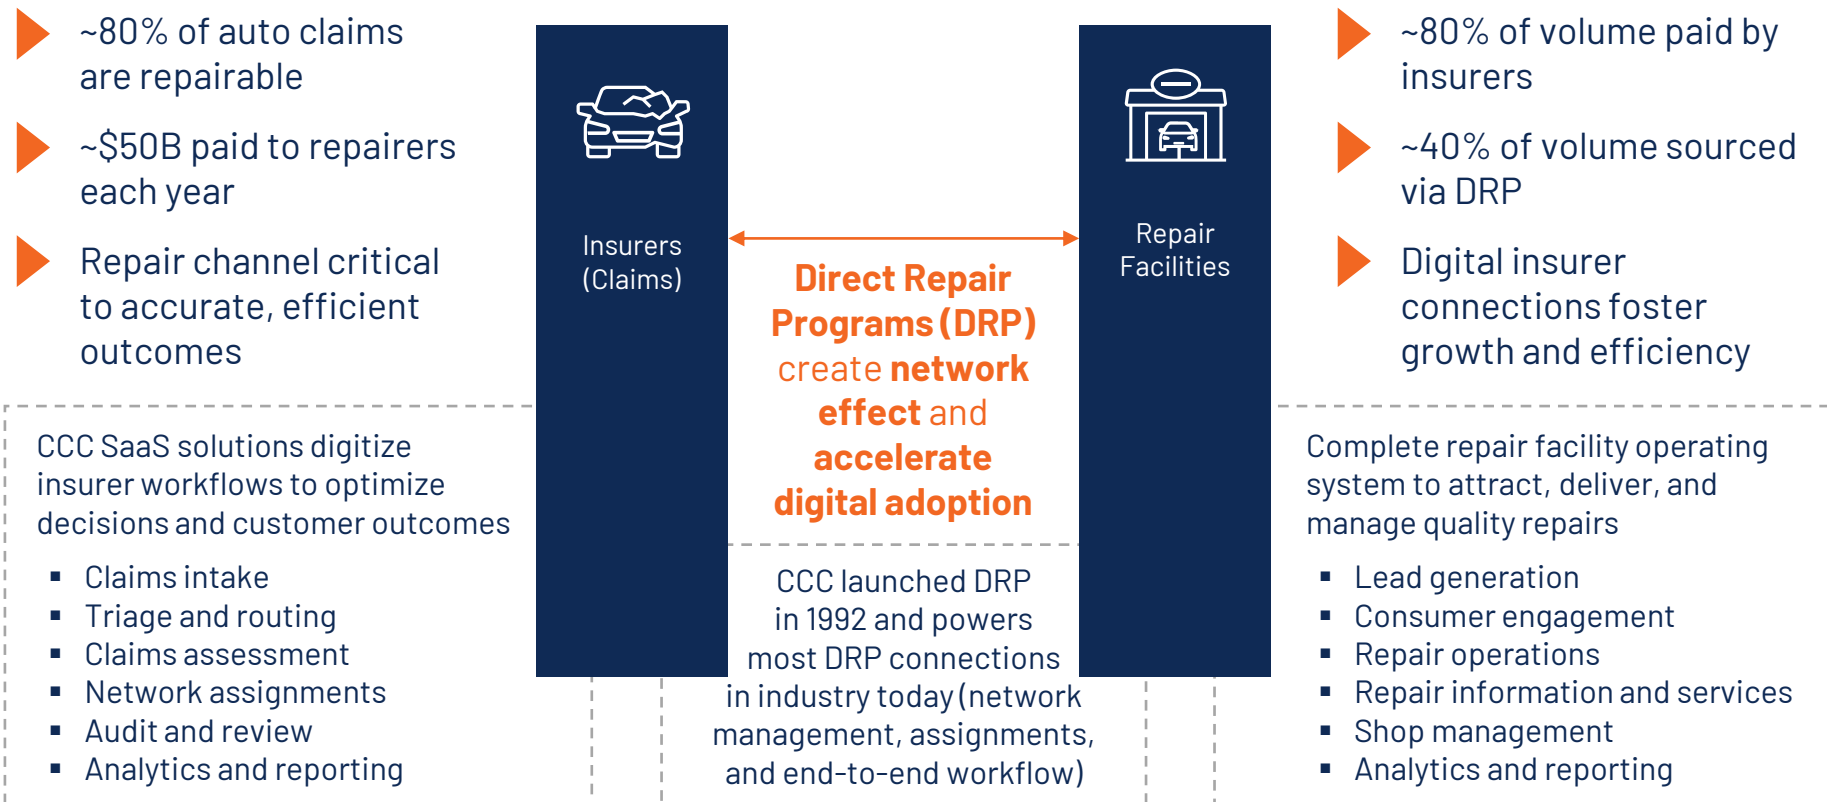 ~80% of auto claims
are repairable
~$50B paid to repairers
each year
Repair channel critical
to accurate, efficient
outcomes
CCC SaaS solutions digitize
insurer workflows to optimize
decisions and customer outcomes
▪ Claims intake
▪ Triage and routing
▪ Claims assessment
▪ Network assignments
▪ Audit and review
▪ Analytics and reporting
Insurers
(Claims)
Direct Repair
Programs (DRP)
create network
effect and
accelerate
digital adoption
CCC launched DRP
in 1992 and powers
most DRP connections
in industry today (network
management, assignments,
and end-to-end workflow)
Repair
Facilities
~80% of volume paid by
insurers
~40% of volume sourced
via DRP
Digital insurer
connections foster
growth and efficiency
Complete repair facility operating
system to attract, deliver, and
manage quality repairs
▪ Lead generation
▪ Consumer engagement
▪ Repair operations
▪ Repair information and services
▪ Shop management
▪ Analytics and reporting